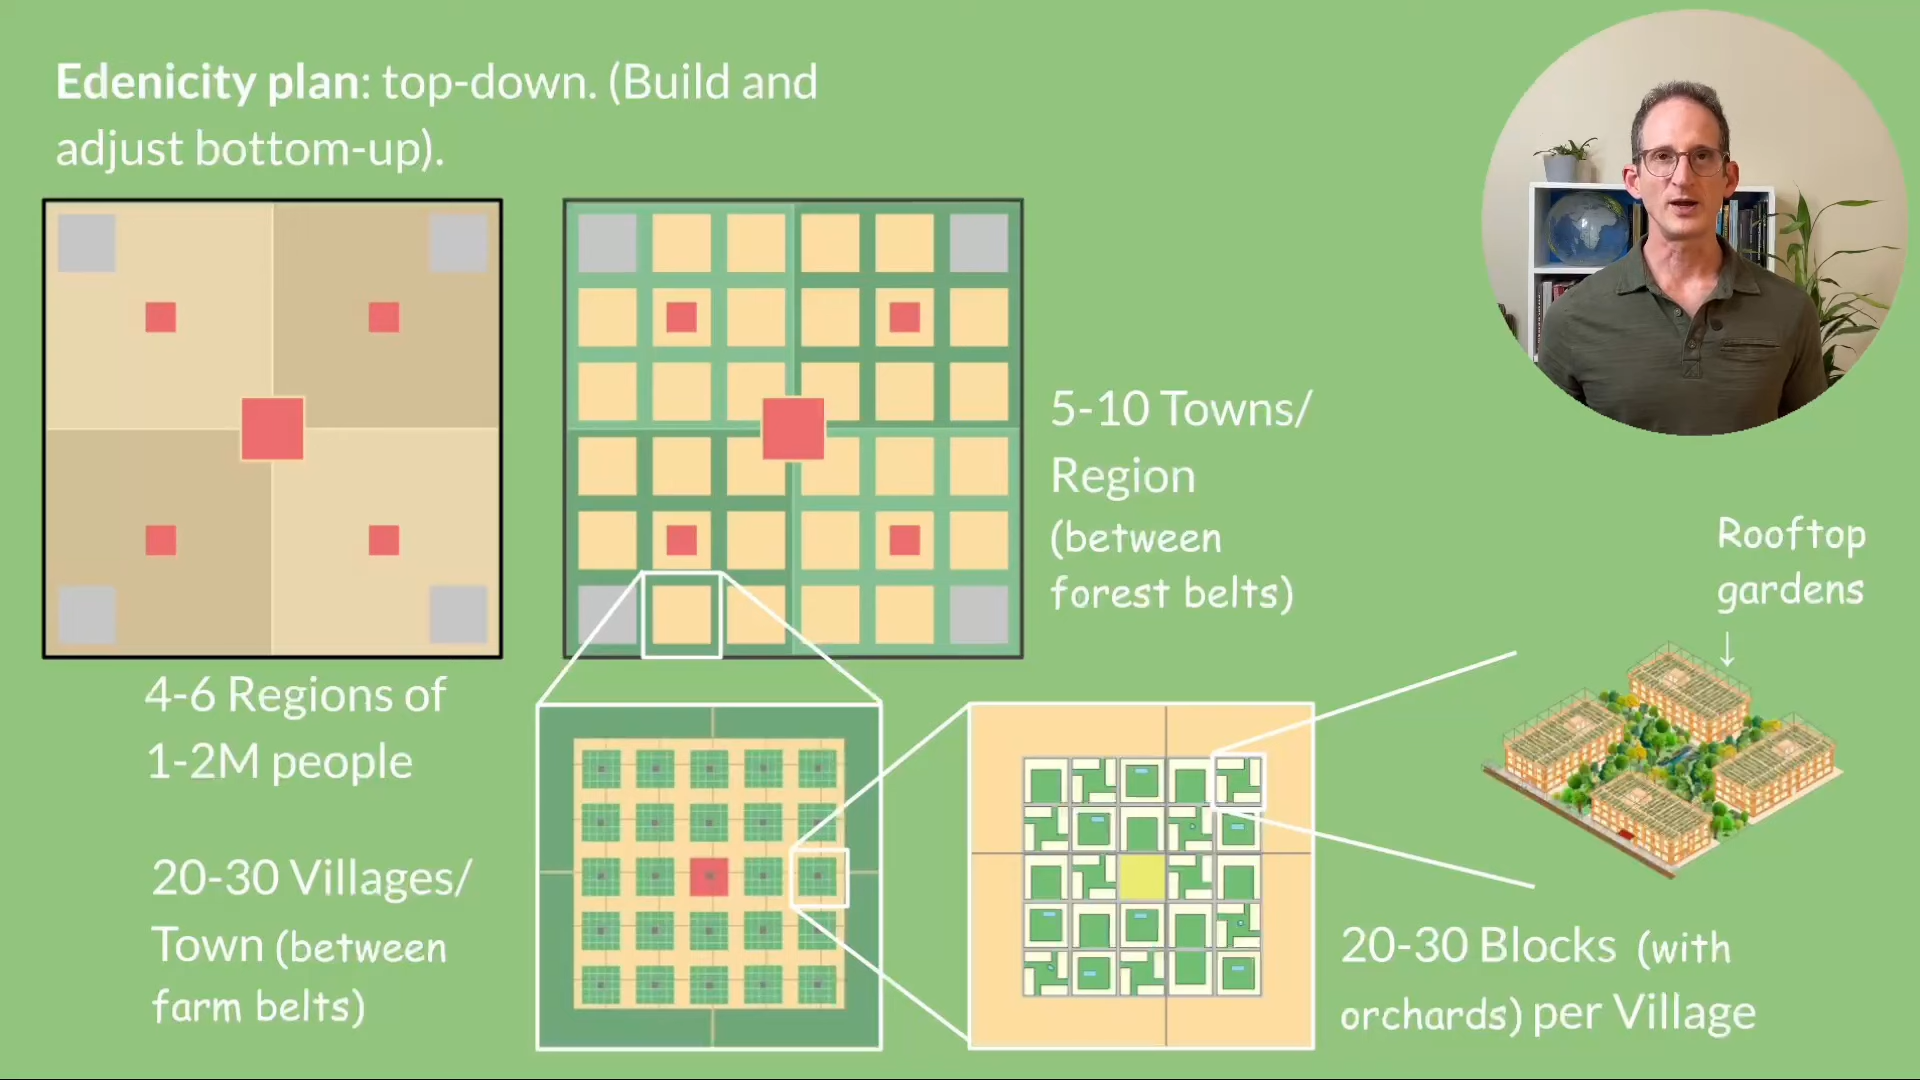 Edenicity plan: top-down. (Build and
adjust bottom-up).
4-6 Regions of
1-2M people
5-10 Towns/
Region
(between
forest belts)
20-30 Villages/
Town (between
farm belts)
20-30 Blocks (with
orchards) per Village
Rooftop
gardens